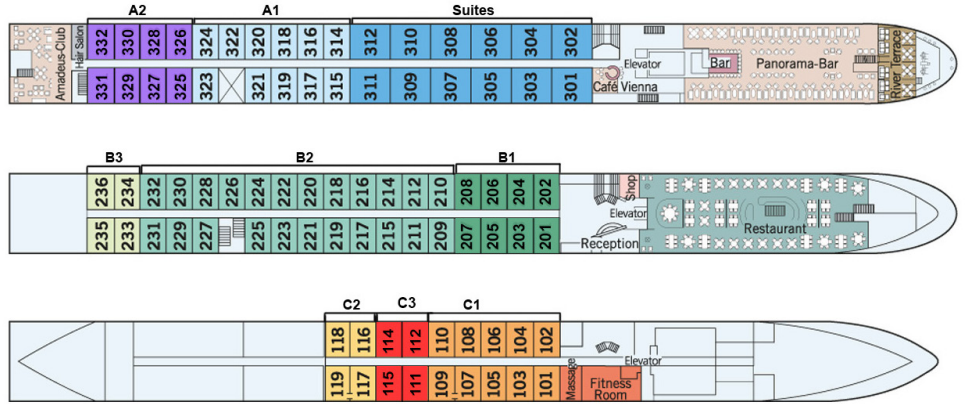 A2 A1 Suites
332 330 328 326 324 322 320 318 316 314 312 310 308 306 304 302
Amadeus-Club
Hair Salon
Elevator
Bar
Panorama-Bar
River Terrace
Café Vienna
331 329 327 325 323 321 319 317 315 311 309 307 305 303 301
B3 B2 B1
236 234 232 230 228 226 224 222 220 218 216 214 212 210 208 206 204 202
Shop
Elevator
Restaurant
Reception
235 233 231 229 227 225 223 221 219 217 215 211 209 207 205 203 201
C2 C3 C1
118 116 114 112 110 108 106 104 102
Elevator
119 117 115 111 109 107 105 103 101
Massage
Fitness
Room